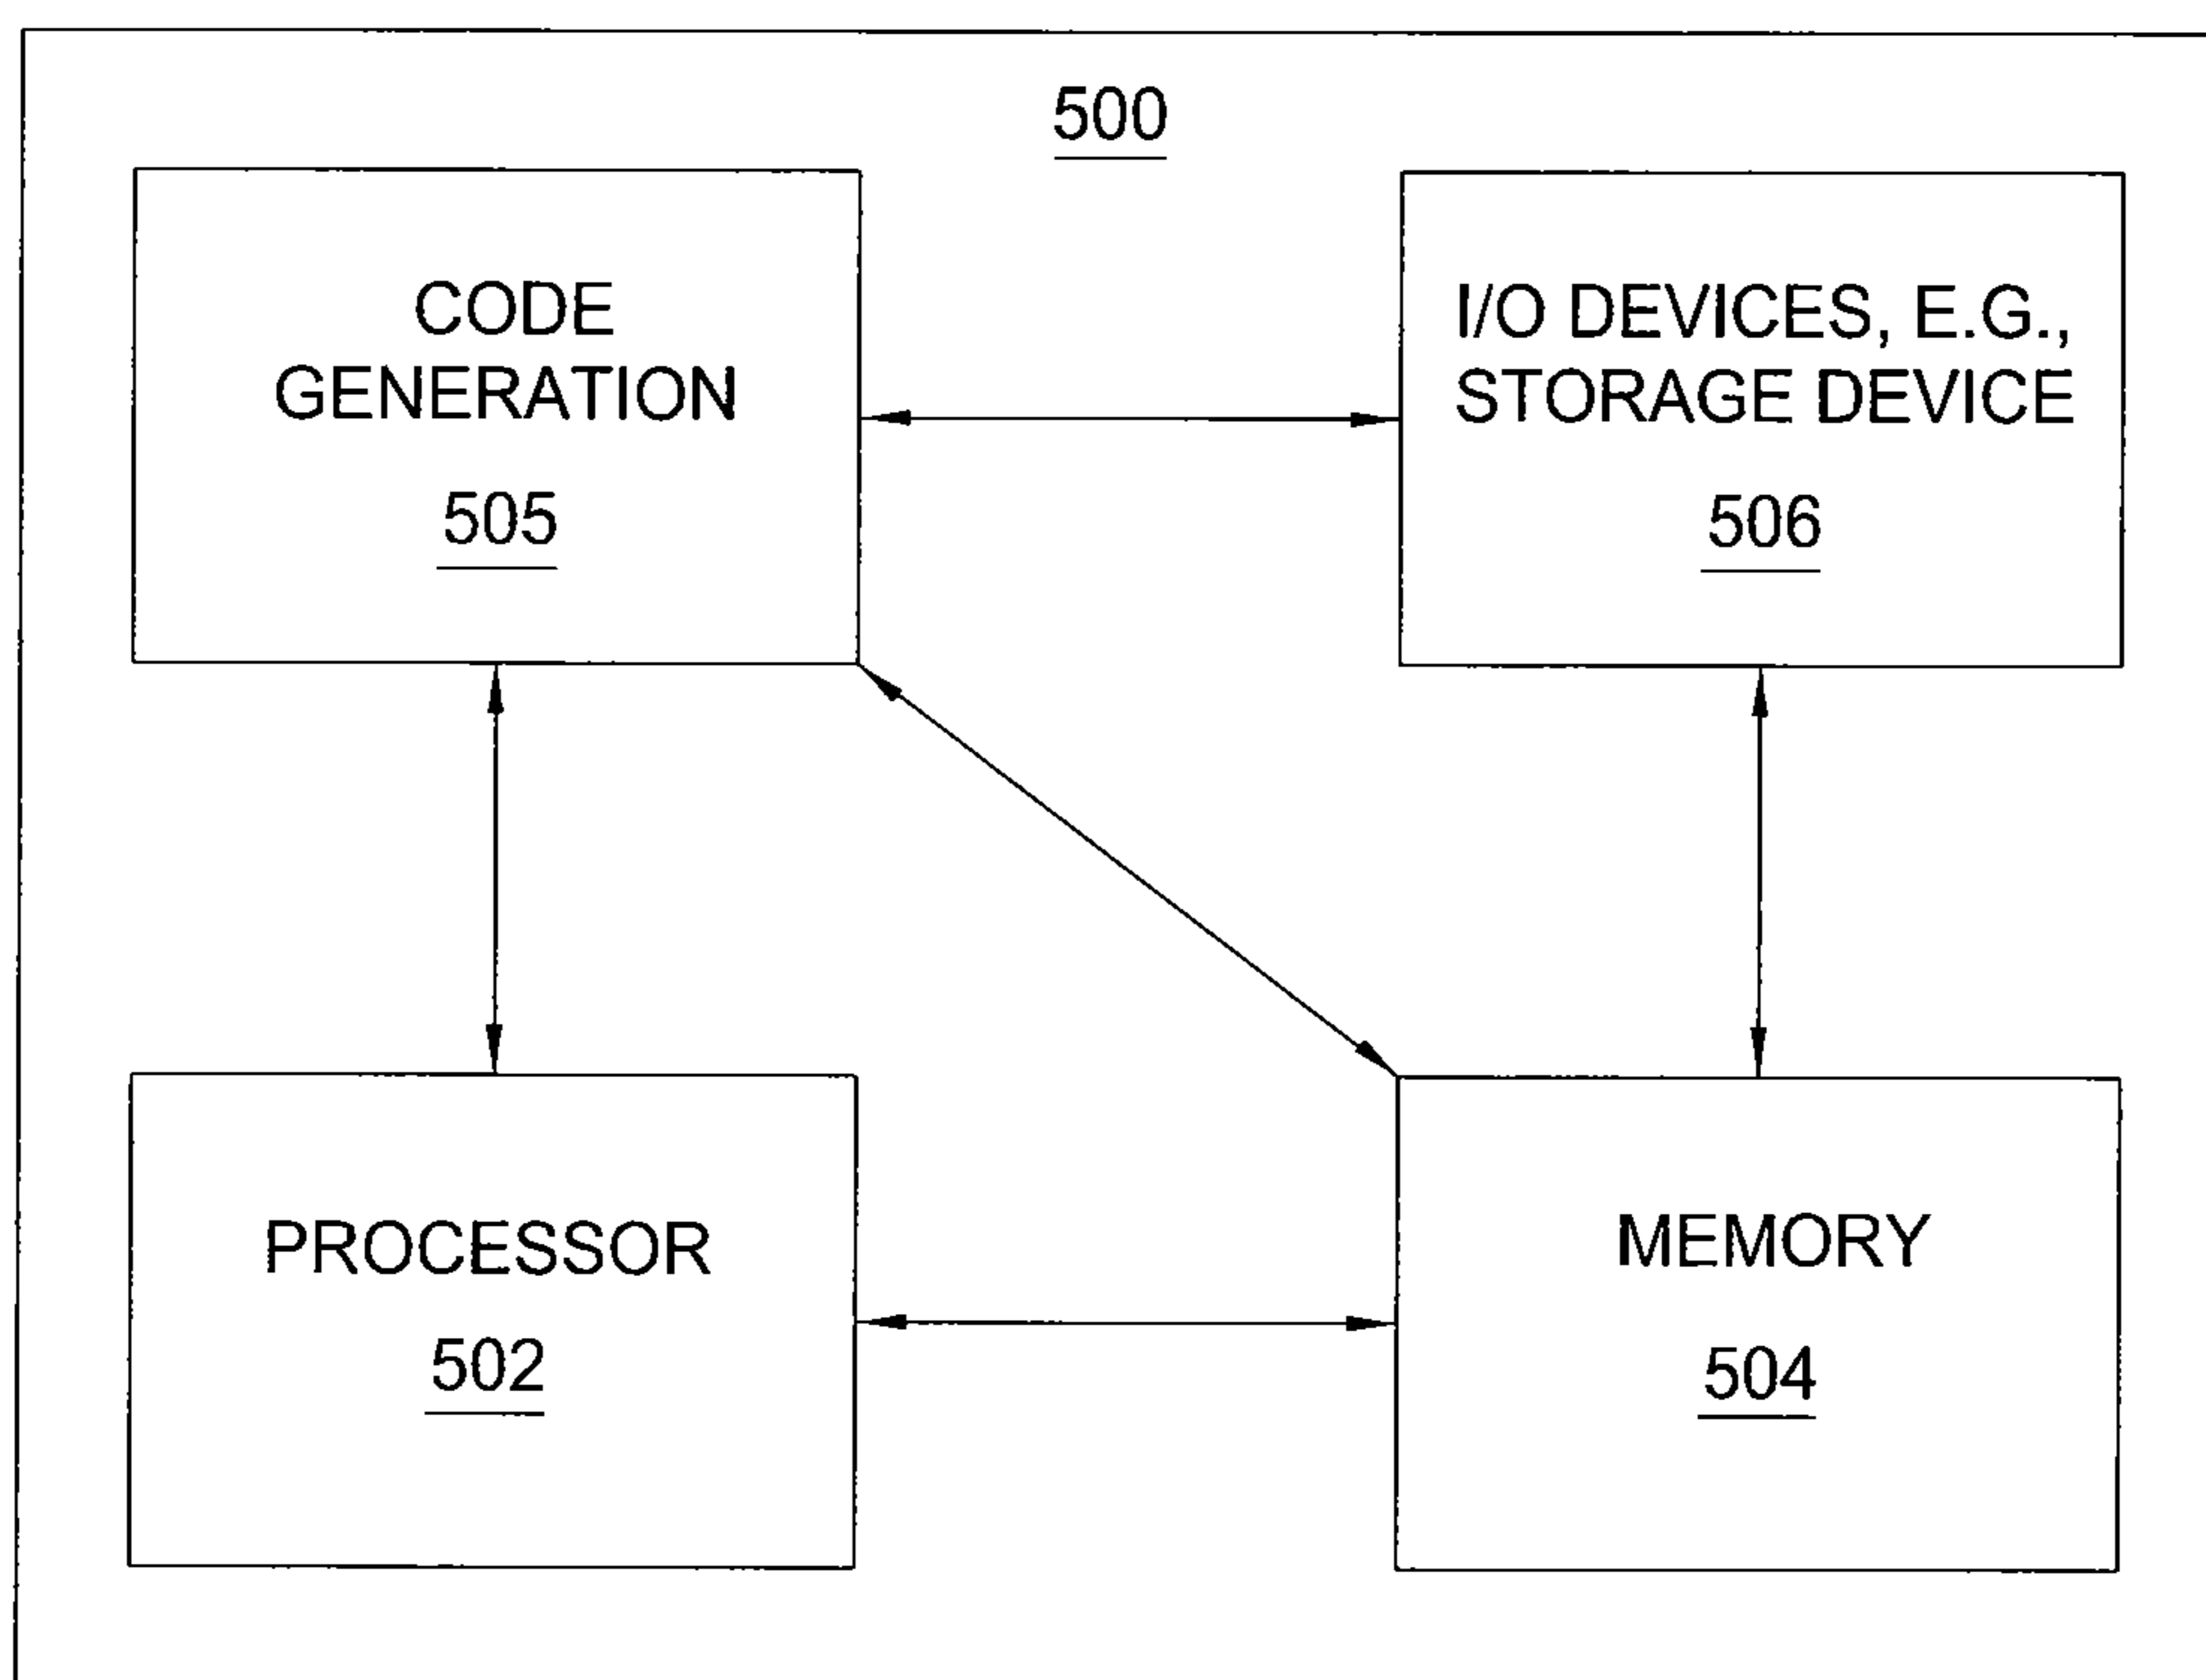 500
CODE
GENERATION
505
I/O DEVICES, E.G.,
STORAGE DEVICE
506
PROCESSOR
502
MEMORY
504